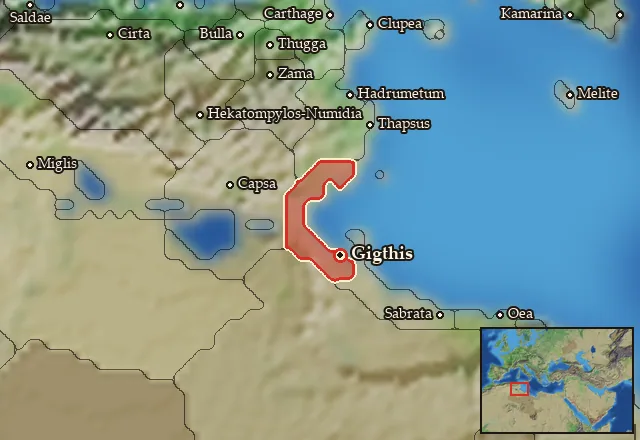 Saldae
Carthage
Kamarina
Clupea
Cirta
Bulla
Thugga
Zama
Hadrumetum
Melite
Hekatompylos-Numidia
Thapsus
Miglis
Capsa
Gigthis
Sabrata
Oea